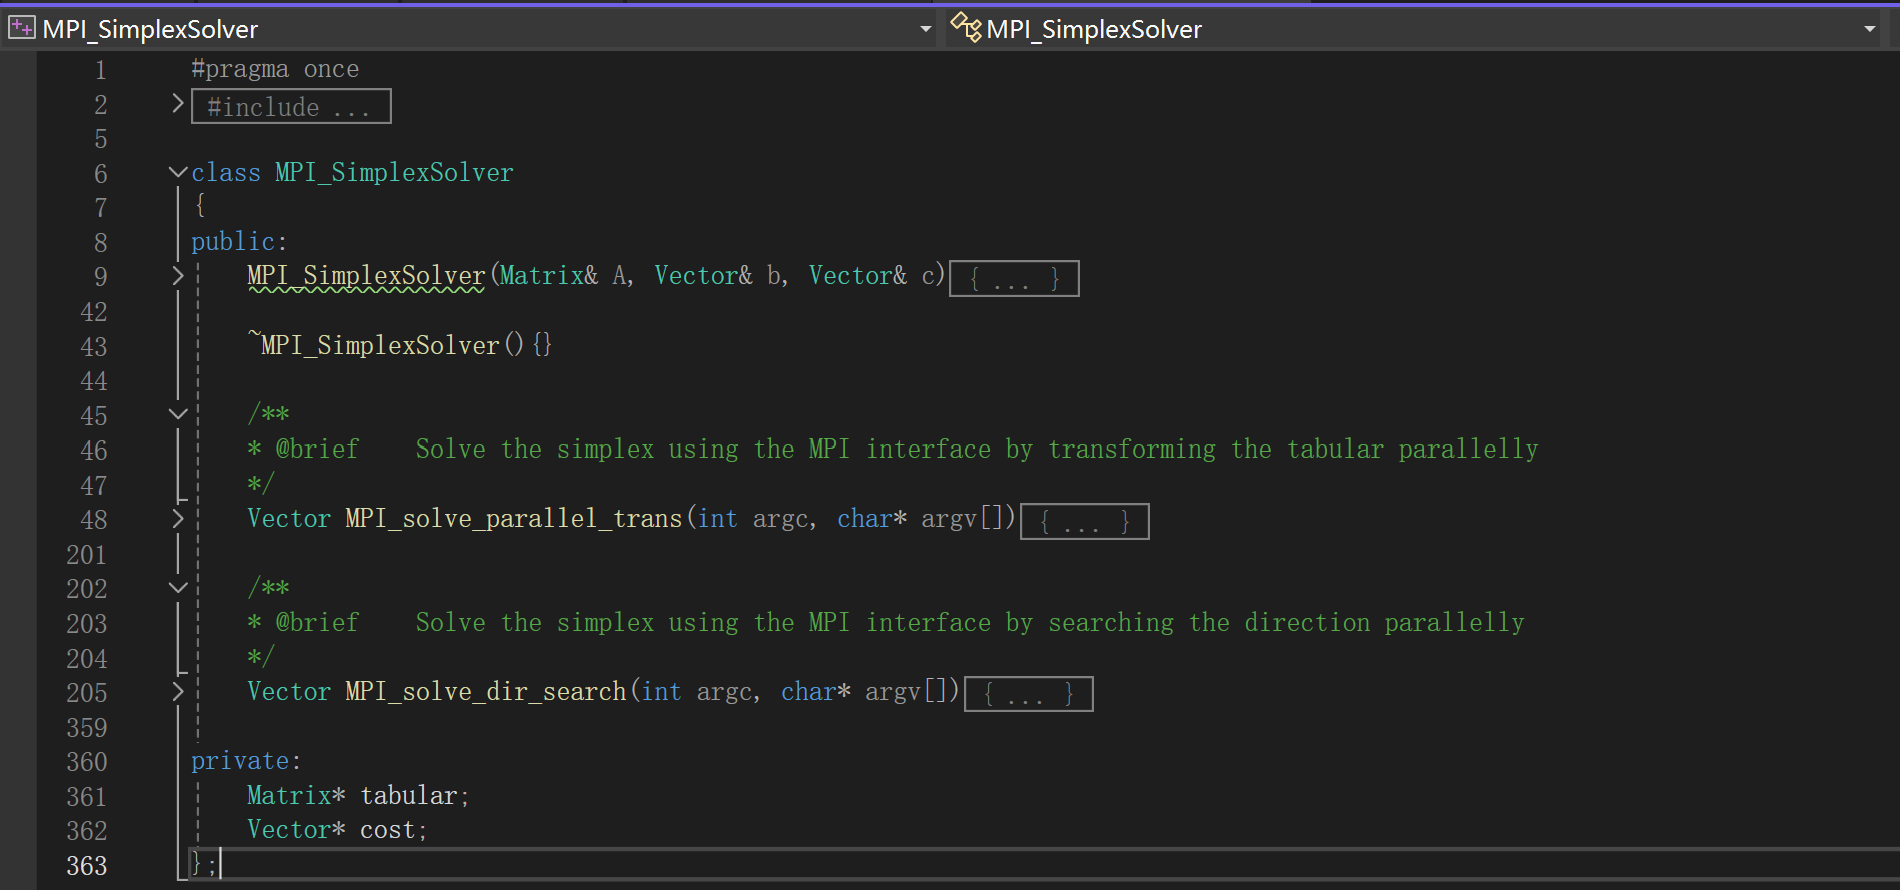 MPI_SimplexSolver MPI_SimplexSolver
1 #pragma once
2 #include ...
5
6 class MPI_SimplexSolver
7 {
8 public:
9 MPI_SimplexSolver(Matrix& A, Vector& b, Vector& c){ ... }
42
43 ~MPI_SimplexSolver(){}
44
45 /**
46 * @brief Solve the simplex using the MPI interface by transforming the tabular parallelly
47 */
48 Vector MPI_solve_parallel_trans(int argc, char* argv[]){ ... }
201
202 /**
203 * @brief Solve the simplex using the MPI interface by searching the direction parallelly
204 */
205 Vector MPI_solve_dir_search(int argc, char* argv[]){ ... }
359
360 private:
361 Matrix* tabular;
362 Vector* cost;
363 };